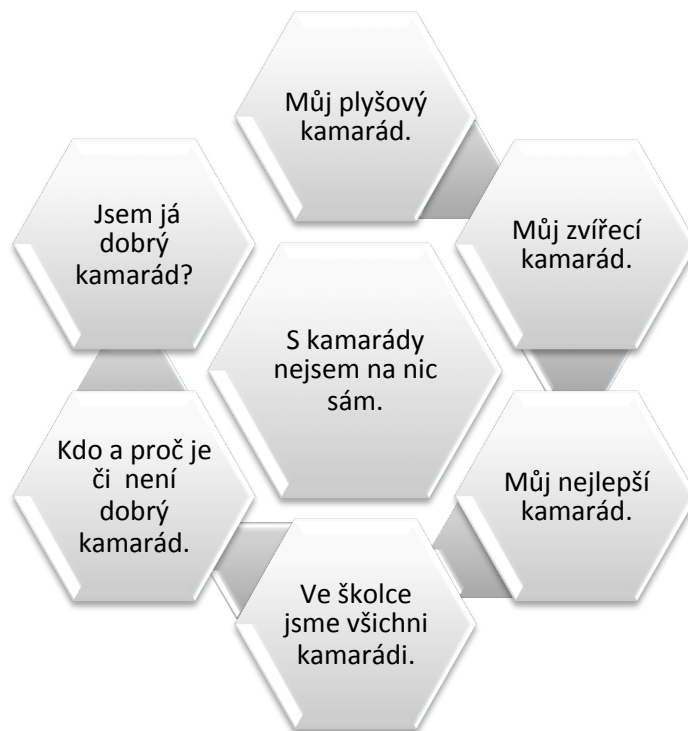 Můj plyšový
kamarád.
Můj zvířecí
kamarád.
Můj nejlepší
kamarád.
Ve školce
jsme všichni
kamarádi.
Kdo a proč je
či  není
dobrý
kamarád.
Jsem já
dobrý
kamarád?
S kamarády
nejsem na nic
sám.